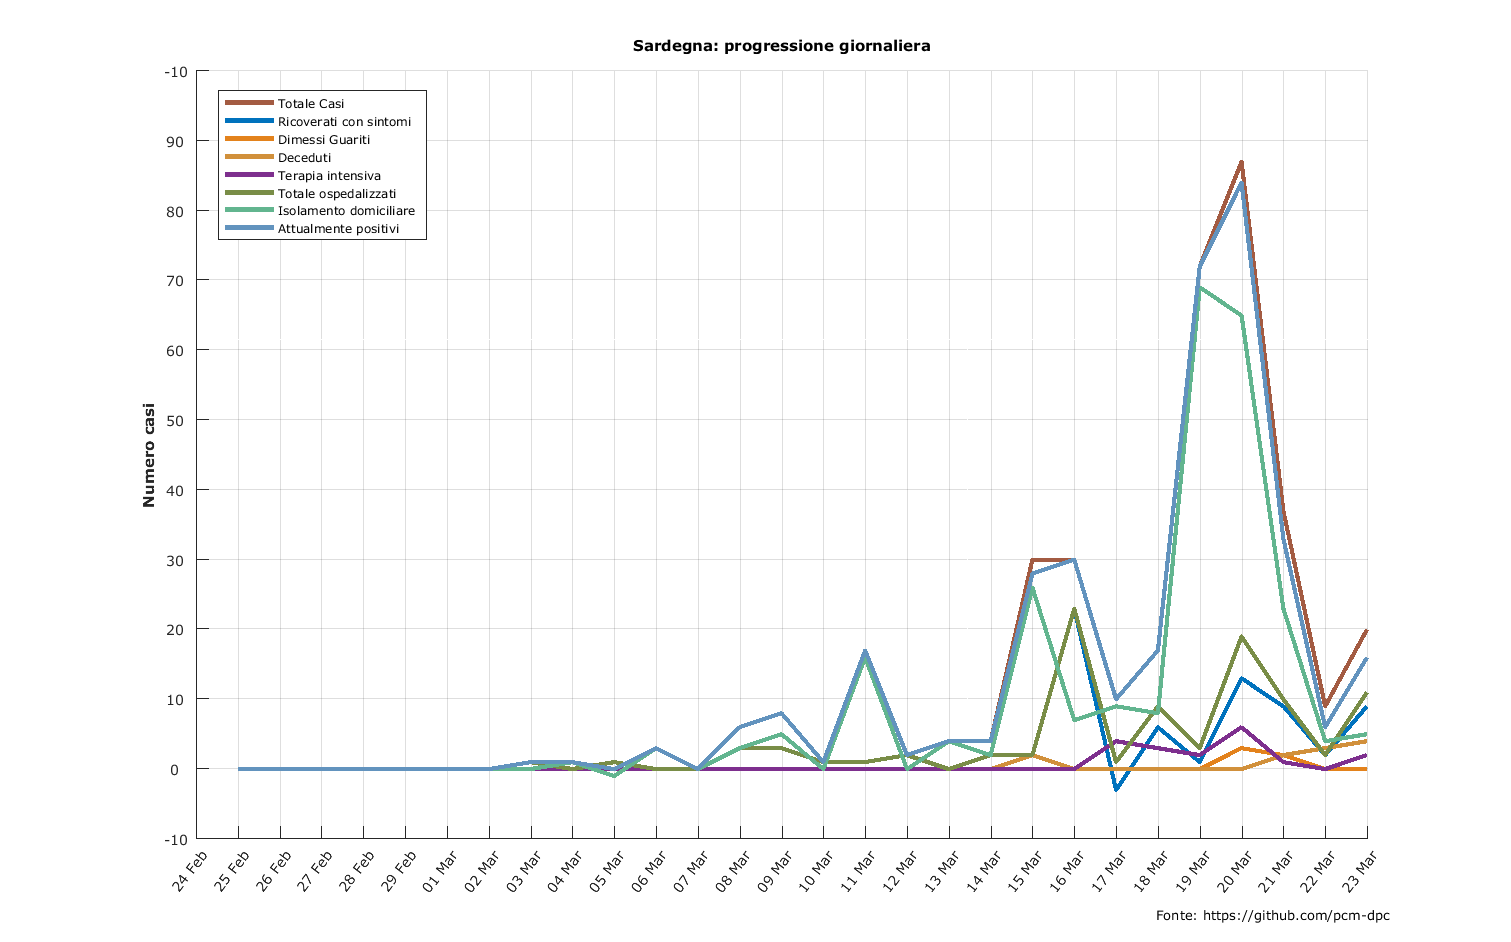 Sardegna: progressione giornaliera
-10
90
80
70
60
50
40
30
20
10
0
-10
Numero casi
Totale Casi
Ricoverati con sintomi
Dimessi Guariti
Deceduti
Terapia intensiva
Totale ospedalizzati
Isolamento domiciliare
Attualmente positivi
24 Feb
25 Feb
26 Feb
27 Feb
28 Feb
29 Feb
01 Mar
02 Mar
03 Mar
04 Mar
05 Mar
06 Mar
07 Mar
08 Mar
09 Mar
10 Mar
11 Mar
12 Mar
13 Mar
14 Mar
15 Mar
16 Mar
17 Mar
18 Mar
19 Mar
20 Mar
21 Mar
22 Mar
23 Mar
Fonte: https://github.com/pcm-dpc